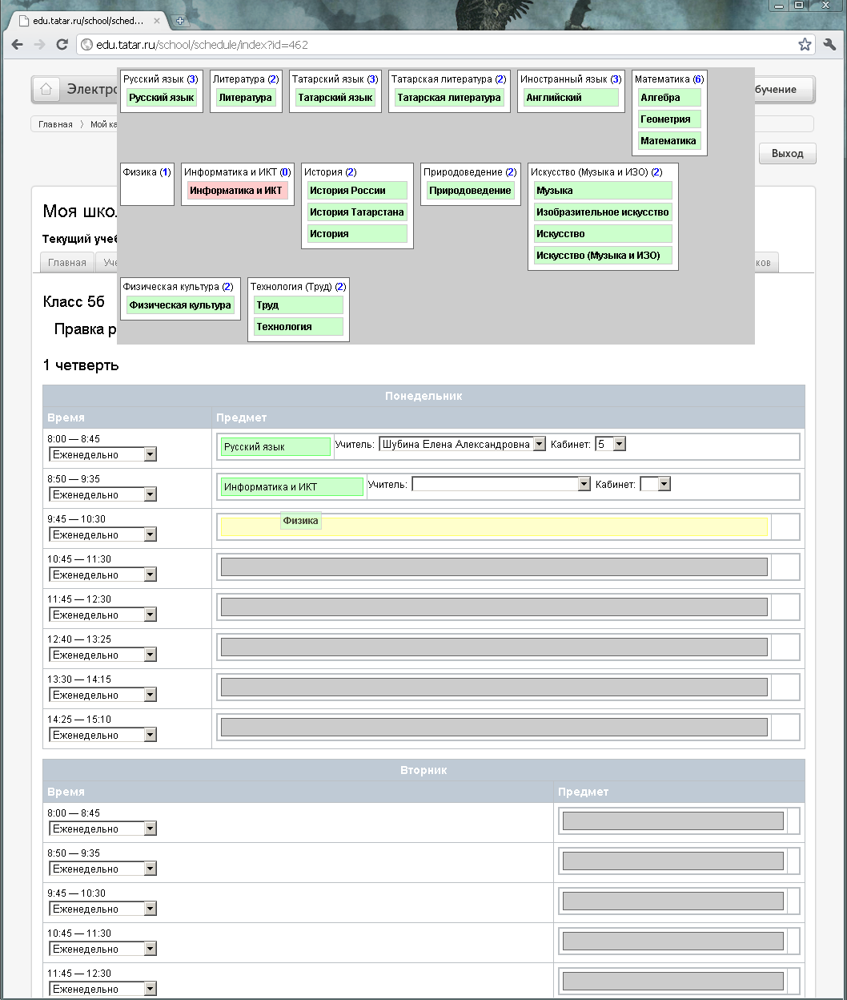 edu.tatar.ru/school/sched...
edu.tatar.ru/school/schedule/index?id=462
Электро
бучение
Главная 〉 Мой ка
Выход
Русский язык (3)
Русский язык
Литература (2)
Литература
Татарский язык (3)
Татарский язык
Татарская литература (2)
Татарская литература
Иностранный язык (3)
Английский
Математика (6)
Алгебра
Геометрия
Математика
Физика (1)
Информатика и ИКТ (0)
Информатика и ИКТ
История (2)
История России
История Татарстана
История
Природоведение (2)
Природоведение
Искусство (Музыка и ИЗО) (2)
Музыка
Изобразительное искусство
Искусство
Искусство (Музыка и ИЗО)
Физическая культура (2)
Физическая культура
Технология (Труд) (2)
Труд
Технология
Моя шко
Текущий учеб
Главная
Уче
ков
Класс 5б
Правка р
1 четверть
Понедельник
Время Предмет
8:00 — 8:45
Еженедельно
Русский язык Учитель: Шубина Елена Александровна Кабинет: 5
8:50 — 9:35
Еженедельно
Информатика и ИКТ Учитель: Кабинет:
9:45 — 10:30
Еженедельно
Физика
10:45 — 11:30
Еженедельно
11:45 — 12:30
Еженедельно
12:40 — 13:25
Еженедельно
13:30 — 14:15
Еженедельно
14:25 — 15:10
Еженедельно
Вторник
Время Предмет
8:00 — 8:45
Еженедельно
8:50 — 9:35
Еженедельно
9:45 — 10:30
Еженедельно
10:45 — 11:30
Еженедельно
11:45 — 12:30
Еженедельно